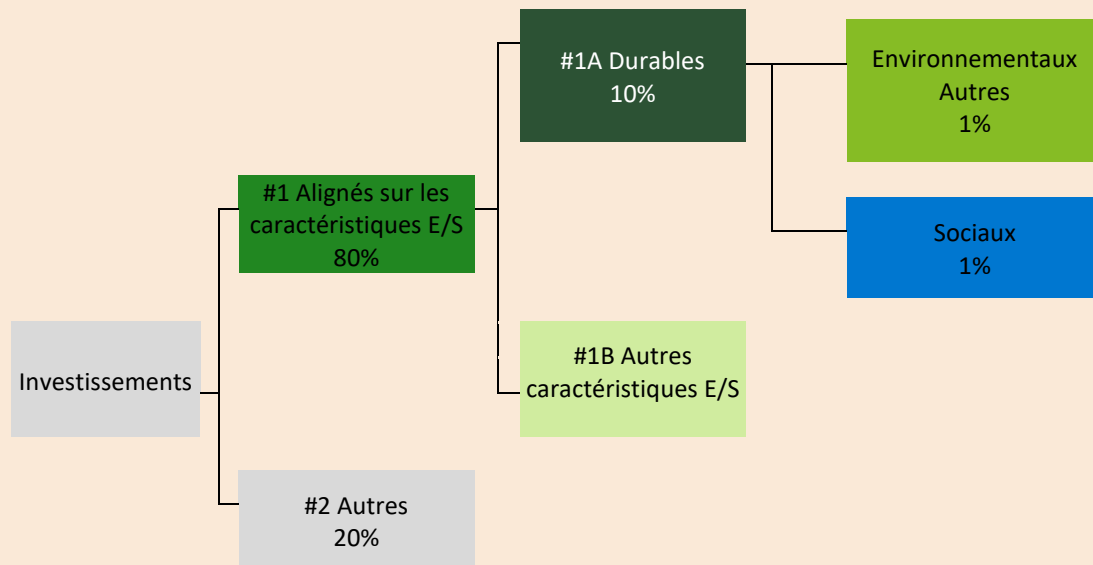 #1A Durables
10%
Environnementaux
Autres
1%
#1 Alignés sur les
caractéristiques E/S
80%
Sociaux
1%
Investissements
#1B Autres
caractéristiques E/S
#2 Autres
20%